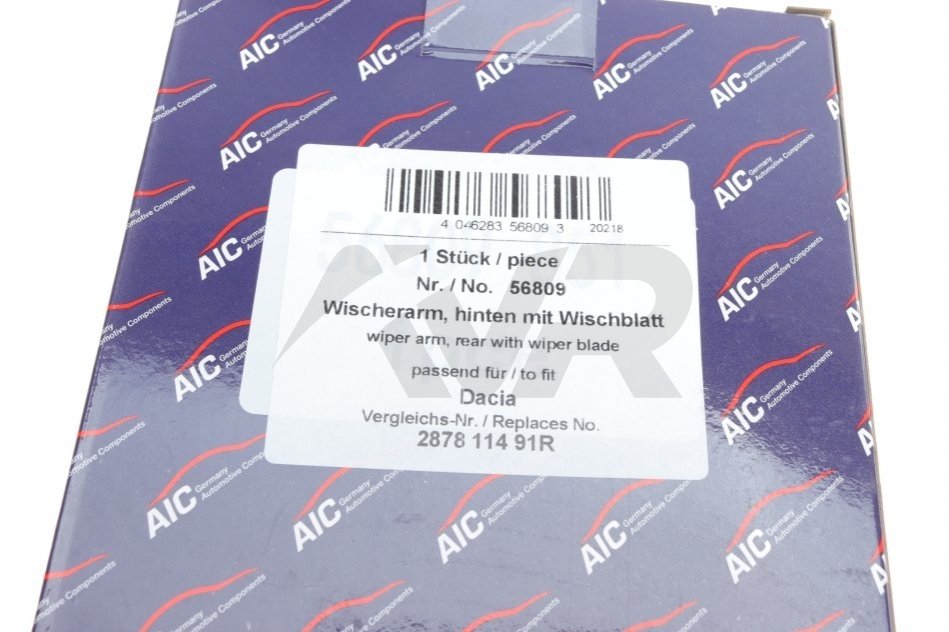 4 046283 56809 3 20218
1 Stück / piece
Nr. / No. 56809
Wischerarm, hinten mit Wischblatt
wiper arm, rear with wiper blade
passend für / to fit
Dacia
Vergleichs-Nr. / Replaces No.
2878 114 91R
AIC Germany
Automotive Components